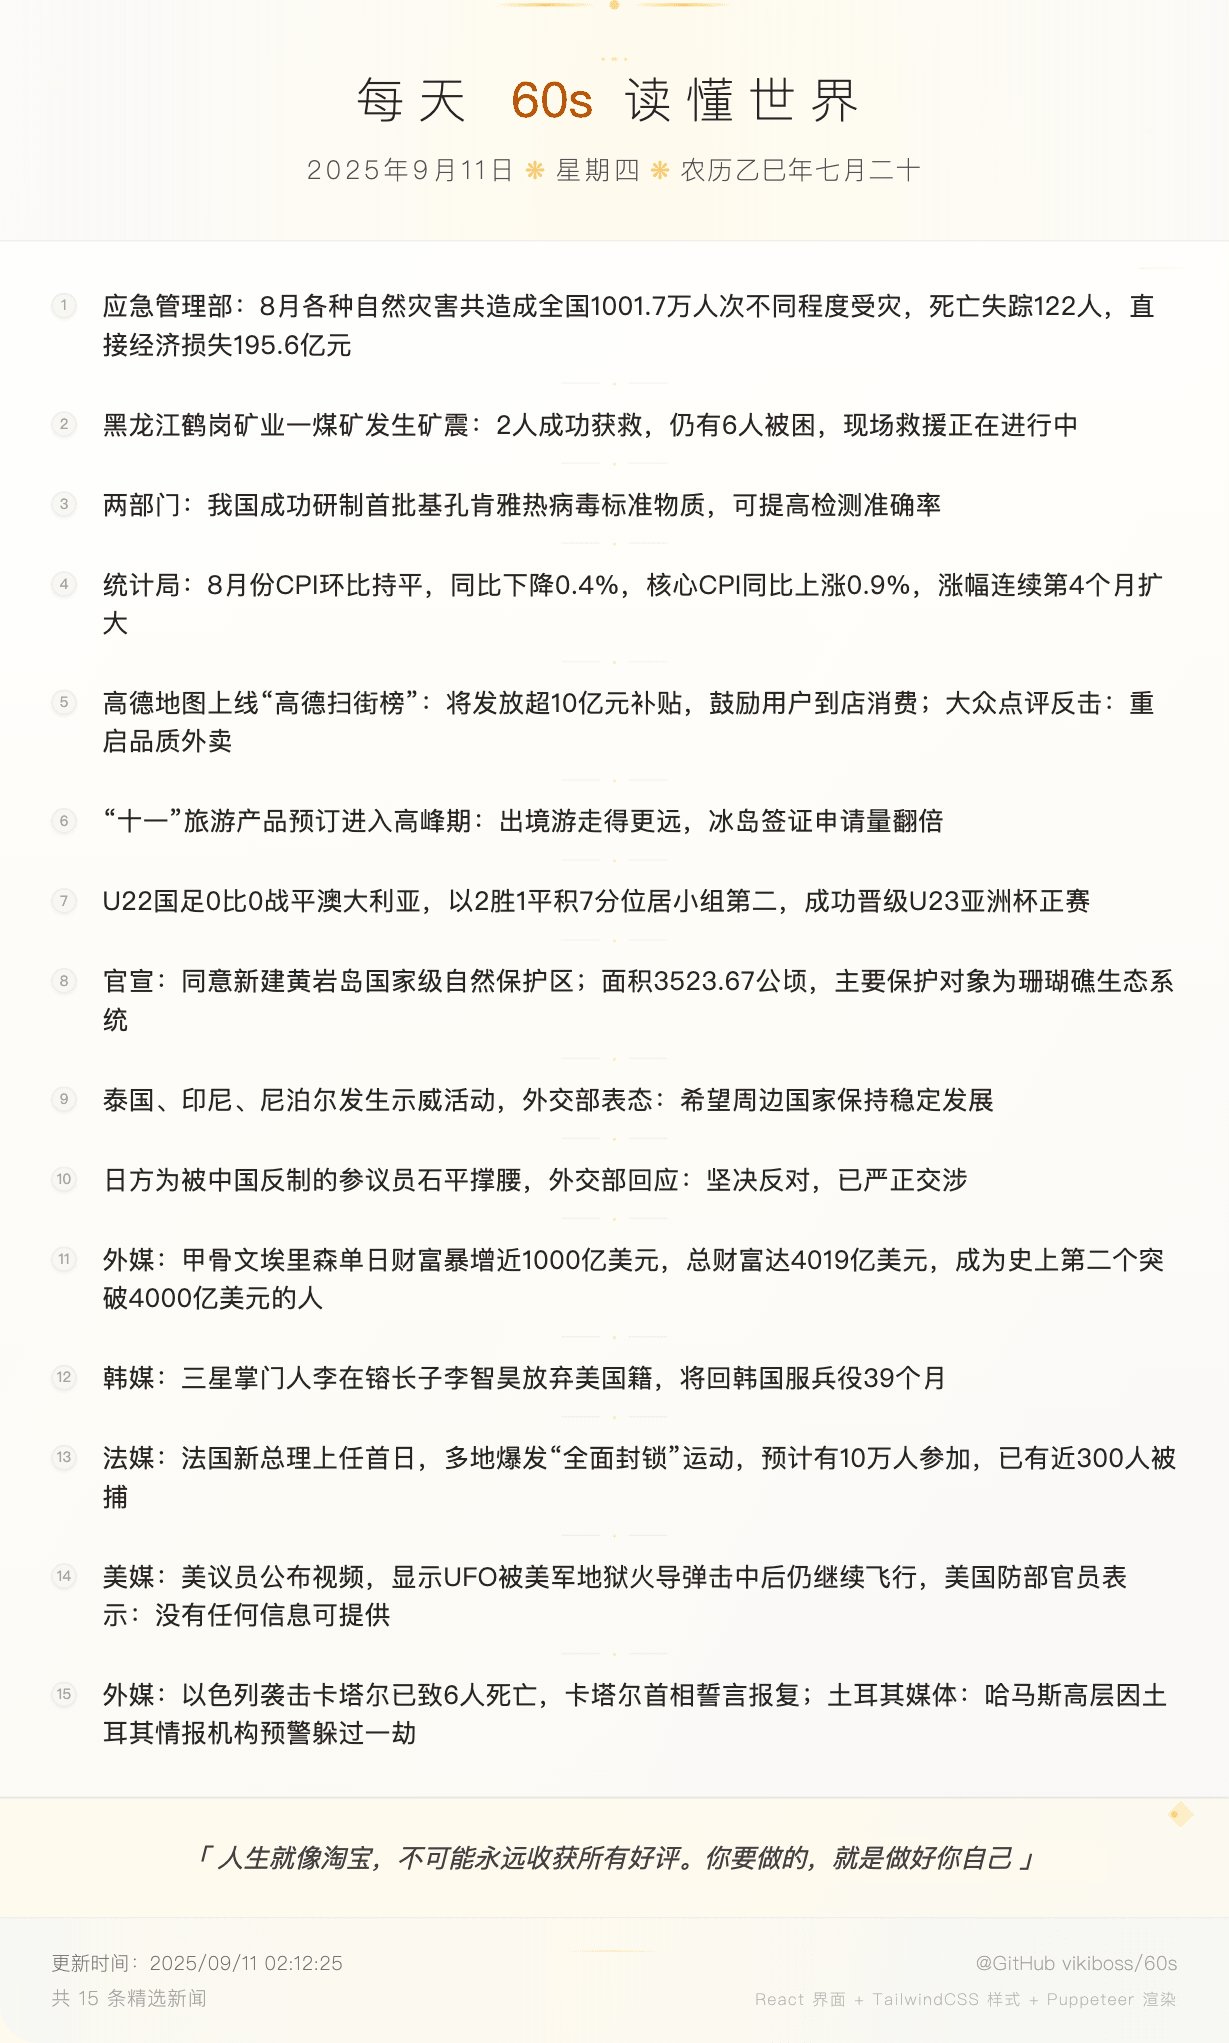 每天 60s 读懂世界
2025年9月11日 ❋ 星期四 ❋ 农历乙巳年七月二十
1 应急管理部：8月各种自然灾害共造成全国1001.7万人次不同程度受灾，死亡失踪122人，直
接经济损失195.6亿元
2 黑龙江鹤岗矿业一煤矿发生矿震：2人成功获救，仍有6人被困，现场救援正在进行中
3 两部门：我国成功研制首批基孔肯雅热病毒标准物质，可提高检测准确率
4 统计局：8月份CPI环比持平，同比下降0.4%，核心CPI同比上涨0.9%，涨幅连续第4个月扩
大
5 高德地图上线“高德扫街榜”：将发放超10亿元补贴，鼓励用户到店消费；大众点评反击：重
启品质外卖
6 “十一”旅游产品预订进入高峰期：出境游走得更远，冰岛签证申请量翻倍
7 U22国足0比0战平澳大利亚，以2胜1平积7分位居小组第二，成功晋级U23亚洲杯正赛
8 官宣：同意新建黄岩岛国家级自然保护区；面积3523.67公顷，主要保护对象为珊瑚礁生态系
统
9 泰国、印尼、尼泊尔发生示威活动，外交部表态：希望周边国家保持稳定发展
10 日方为被中国反制的参议员石平撑腰，外交部回应：坚决反对，已严正交涉
11 外媒：甲骨文埃里森单日财富暴增近1000亿美元，总财富达4019亿美元，成为史上第二个突
破4000亿美元的人
12 韩媒：三星掌门人李在镕长子李智昊放弃美国籍，将回韩国服兵役39个月
13 法媒：法国新总理上任首日，多地爆发“全面封锁”运动，预计有10万人参加，已有近300人被
捕
14 美媒：美议员公布视频，显示UFO被美军地狱火导弹击中后仍继续飞行，美国防部官员表
示：没有任何信息可提供
15 外媒：以色列袭击卡塔尔已致6人死亡，卡塔尔首相誓言报复；土耳其媒体：哈马斯高层因土
耳其情报机构预警躲过一劫
「 人生就像淘宝，不可能永远收获所有好评。你要做的，就是做好你自己 」
更新时间：2025/09/11 02:12:25
@GitHub vikiboss/60s
共 15 条精选新闻
React 界面 + TailwindCSS 样式 + Puppeteer 渲染